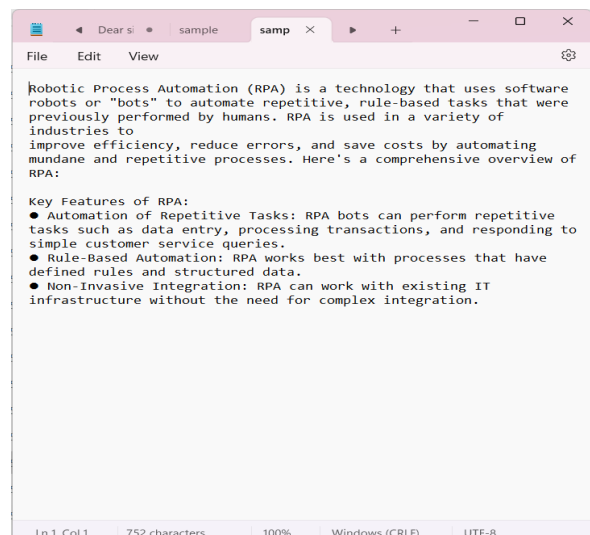 Dear si
sample
samp
File Edit View
Robotic Process Automation (RPA) is a technology that uses software
robots or "bots" to automate repetitive, rule-based tasks that were
previously performed by humans. RPA is used in a variety of
industries to
improve efficiency, reduce errors, and save costs by automating
mundane and repetitive processes. Here's a comprehensive overview of
RPA:

Key Features of RPA:
● Automation of Repetitive Tasks: RPA bots can perform repetitive
tasks such as data entry, processing transactions, and responding to
simple customer service queries.
● Rule-Based Automation: RPA works best with processes that have
defined rules and structured data.
● Non-Invasive Integration: RPA can work with existing IT
infrastructure without the need for complex integration.
Ln 1, Col 1 752 characters 100% Windows (CRLF) UTF-8